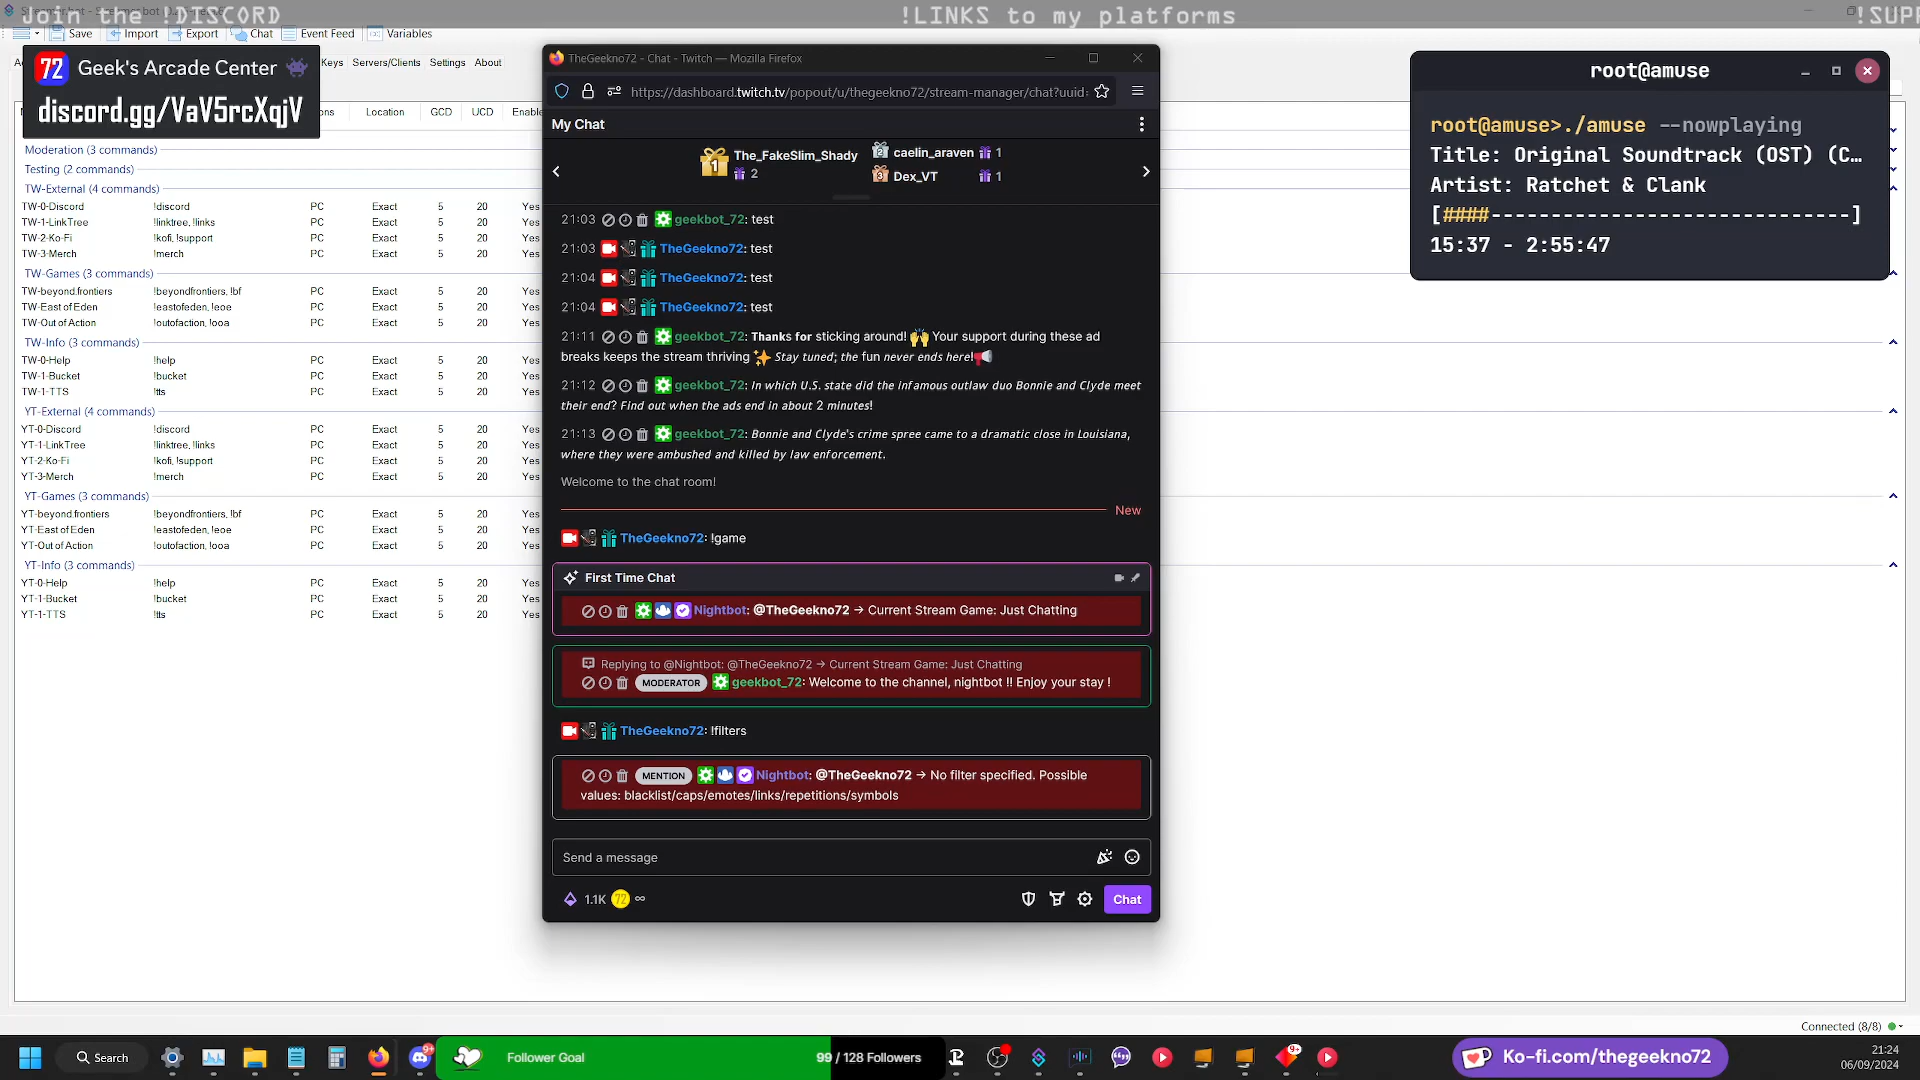 Join the !DISCORD
!LINKS to my platforms
!SUPP
Save
Import
Export
Chat
Event Feed
Variables
72 Geek's Arcade Center
discord.gg/VaV5rcXqjV
Keys
Servers/Clients
Settings
About
Location
GCD
UCD
Enable
Moderation (3 commands)
Testing (2 commands)
TW-External (4 commands)
TW-0-Discord !discord PC Exact 5 20 Yes
TW-1-LinkTree !linktree, !links PC Exact 5 20 Yes
TW-2-Ko-Fi !kofi, !support PC Exact 5 20 Yes
TW-3-Merch !merch PC Exact 5 20 Yes
TW-Games (3 commands)
TW-beyond.frontiers !beyondfrontiers, !bf PC Exact 5 20 Yes
TW-East of Eden !eastofeden, !eoe PC Exact 5 20 Yes
TW-Out of Action !outofaction, !ooa PC Exact 5 20 Yes
TW-Info (3 commands)
TW-0-Help !help PC Exact 5 20 Yes
TW-1-Bucket !bucket PC Exact 5 20 Yes
TW-1-TTS !tts PC Exact 5 20 Yes
YT-External (4 commands)
YT-0-Discord !discord PC Exact 5 20 Yes
YT-1-LinkTree !linktree, !links PC Exact 5 20 Yes
YT-2-Ko-Fi !kofi, !support PC Exact 5 20 Yes
YT-3-Merch !merch PC Exact 5 20 Yes
YT-Games (3 commands)
YT-beyond.frontiers !beyondfrontiers, !bf PC Exact 5 20 Yes
YT-East of Eden !eastofeden, !eoe PC Exact 5 20 Yes
YT-Out of Action !outofaction, !ooa PC Exact 5 20 Yes
YT-Info (3 commands)
YT-0-Help !help PC Exact 5 20 Yes
YT-1-Bucket !bucket PC Exact 5 20 Yes
YT-1-TTS !tts PC Exact 5 20 Yes
TheGeekno72 - Chat - Twitch — Mozilla Firefox
https://dashboard.twitch.tv/popout/u/thegeekno72/stream-manager/chat?uuid
My Chat
1 The_FakeSlim_Shady 2
2 caelin_araven 1
3 Dex_VT 1
21:03 geekbot_72: test
21:03 TheGeekno72: test
21:04 TheGeekno72: test
21:04 TheGeekno72: test
21:11 geekbot_72: Thanks for sticking around! 🙌 Your support during these ad
breaks keeps the stream thriving ✨ Stay tuned; the fun never ends here!📢
21:12 geekbot_72: In which U.S. state did the infamous outlaw duo Bonnie and Clyde meet
their end? Find out when the ads end in about 2 minutes!
21:13 geekbot_72: Bonnie and Clyde's crime spree came to a dramatic close in Louisiana,
where they were ambushed and killed by law enforcement.
Welcome to the chat room!
New
TheGeekno72: !game
First Time Chat
Nightbot: @TheGeekno72 → Current Stream Game: Just Chatting
Replying to @Nightbot: @TheGeekno72 → Current Stream Game: Just Chatting
MODERATOR geekbot_72: Welcome to the channel, nightbot !! Enjoy your stay !
TheGeekno72: !filters
MENTION Nightbot: @TheGeekno72 → No filter specified. Possible
values: blacklist/caps/emotes/links/repetitions/symbols
Send a message
1.1K 72 ∞
Chat
root@amuse
root@amuse>./amuse --nowplaying
Title: Original Soundtrack (OST) (C…
Artist: Ratchet & Clank
[####-------------------------------]
15:37 - 2:55:47
Connected (8/8)
Search
9+
Follower Goal
99 / 128 Followers
9+
Ko-fi.com/thegeekno72
21:24
06/09/2024